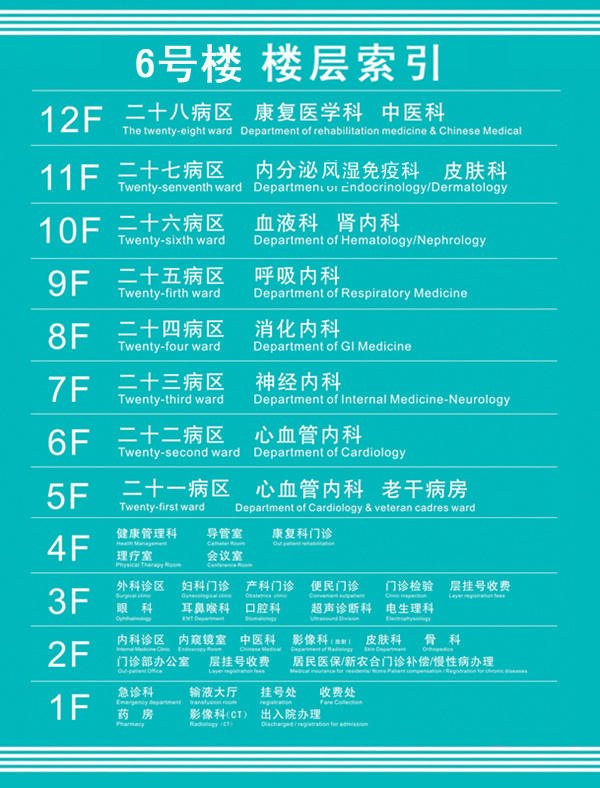 6号楼 楼层索引
12F 二十八病区 康复医学科 中医科
The twenty-eight ward Department of rehabilitation medicine & Chinese Medical
11F 二十七病区 内分泌风湿免疫科 皮肤科
Twenty-senventh ward Department of Endocrinology/Dermatology
10F 二十六病区 血液科 肾内科
Twenty-sixth ward Department of Hematology/Nephrology
9F 二十五病区 呼吸内科
Twenty-firth ward Department of Respiratory Medicine
8F 二十四病区 消化内科
Twenty-four ward Department of GI Medicine
7F 二十三病区 神经内科
Twenty-third ward Department of Internal Medicine-Neurology
6F 二十二病区 心血管内科
Twenty-second ward Department of Cardiology
5F 二十一病区 心血管内科 老干病房
Twenty-first ward Department of Cardiology & veteran cadres ward
4F 健康管理科 导管室 康复科门诊
Health Management Catheter Room Out patient rehabilitation
理疗室 会议室
Physical Therapy Room Conference Room
3F 外科诊区 妇科门诊 产科门诊 便民门诊 门诊检验 层挂号收费
Surgical clinic Gynecological clinic Obstetrics clinic Convenient outpatient Clinic inspection Layer registration fees
眼 科 耳鼻喉科 口腔科 超声诊断科 电生理科
Ophthalmology ENT Department Stomatology Ultrasound Division Electrophysiology
2F 内科诊区 内窥镜室 中医科 影像科(放射) 皮肤科 骨 科
Internal Medicine Clinic Endoscopy Room Chinese Medical Department of Radiology Skin Department Orthopedics
门诊部办公室 层挂号收费 居民医保/新农合门诊补偿/慢性病办理
Out-patient Office Layer registration fees Medical insurance for residents/ Ncms Patient compensation / Registration for chronic diseases
1F 急诊科 输液大厅 挂号处 收费处
Emergency department Transfusion room registration Fare Collection
药 房 影像科(CT) 出入院办理
Pharmacy Radiology (CT) Discharged / registration for admission